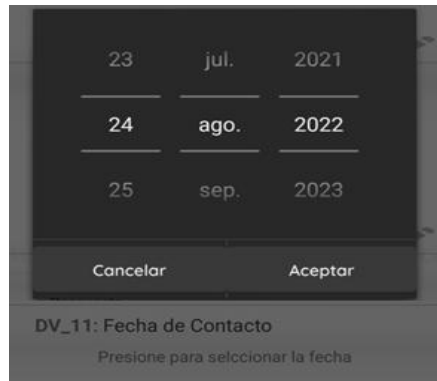 23 jul. 2021
24 ago. 2022
25 sep. 2023
Cancelar Aceptar
DV_11: Fecha de Contacto
Presione para selccionar la fecha